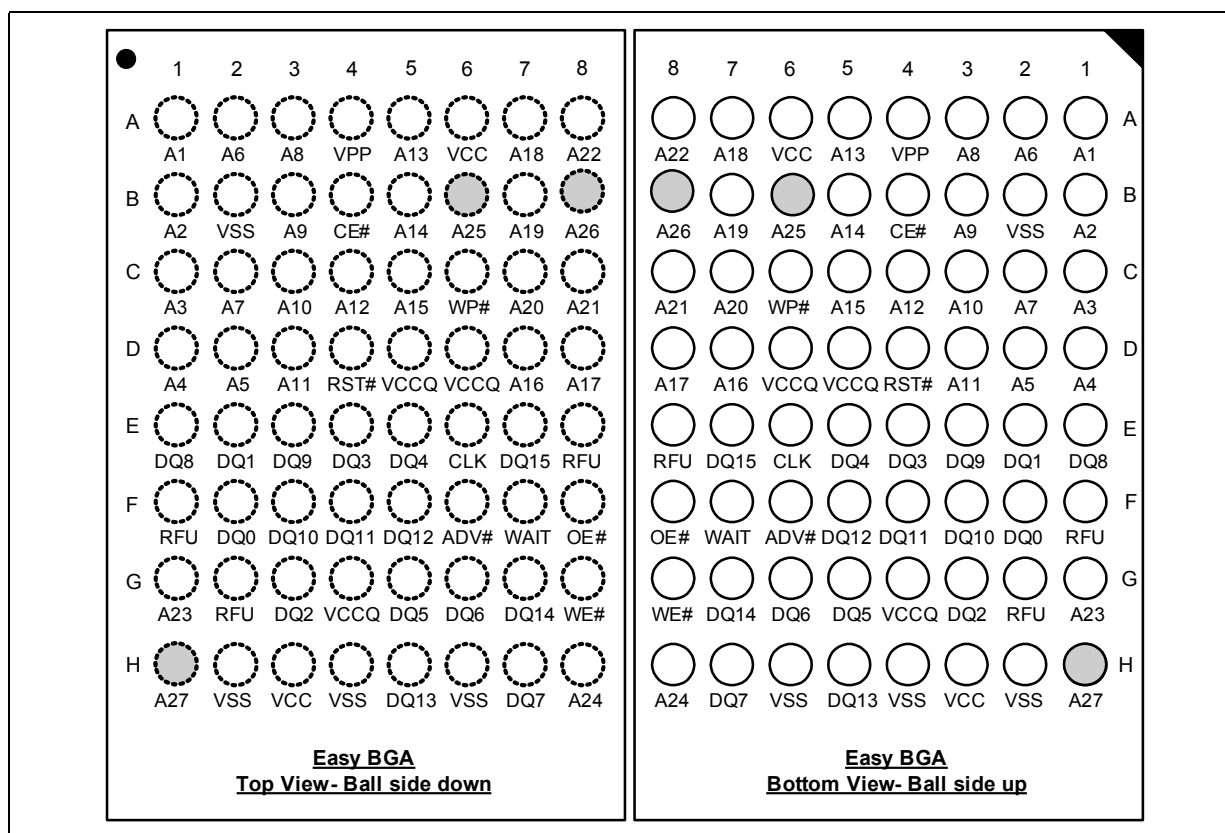 1 2 3 4 5 6 7 8
A
A1 A6 A8 VPP A13 VCC A18 A22
B
A2 VSS A9 CE# A14 A25 A19 A26
C
A3 A7 A10 A12 A15 WP# A20 A21
D
A4 A5 A11 RST# VCCQ VCCQ A16 A17
E
DQ8 DQ1 DQ9 DQ3 DQ4 CLK DQ15 RFU
F
RFU DQ0 DQ10 DQ11 DQ12 ADV# WAIT OE#
G
A23 RFU DQ2 VCCQ DQ5 DQ6 DQ14 WE#
H
A27 VSS VCC VSS DQ13 VSS DQ7 A24
Easy BGA
Top View- Ball side down
8 7 6 5 4 3 2 1
A
A22 A18 VCC A13 VPP A8 A6 A1
B
A26 A19 A25 A14 CE# A9 VSS A2
C
A21 A20 WP# A15 A12 A10 A7 A3
D
A17 A16 VCCQ VCCQ RST# A11 A5 A4
E
RFU DQ15 CLK DQ4 DQ3 DQ9 DQ1 DQ8
F
OE# WAIT ADV# DQ12 DQ11 DQ10 DQ0 RFU
G
WE# DQ14 DQ6 DQ5 VCCQ DQ2 RFU A23
H
A24 DQ7 VSS DQ13 VSS VCC VSS A27
Easy BGA
Bottom View- Ball side up